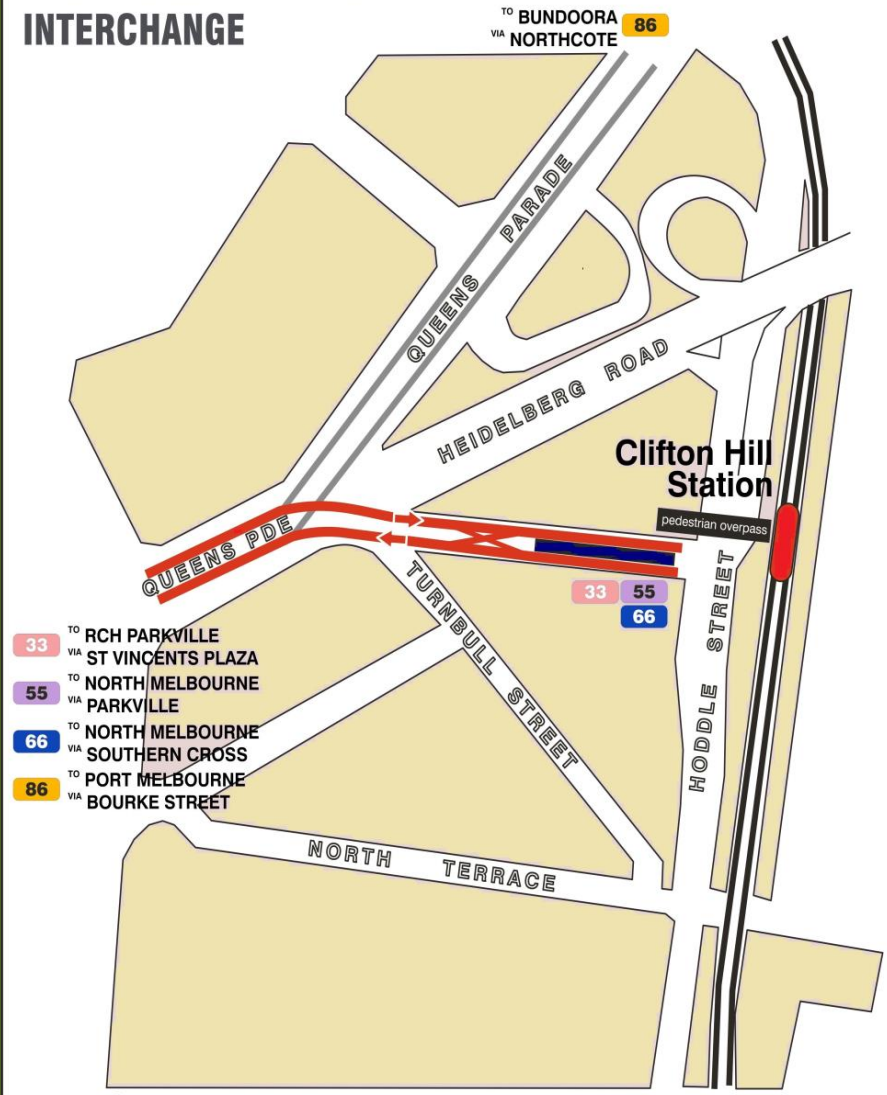 INTERCHANGE
TO BUNDOORA 86
VIA NORTHCOTE
QUEENS PARADE
HEIDELBERG ROAD
Clifton Hill
Station
pedestrian overpass
QUEENS PDE
33 55
66
TURNBULL STREET
HODDLE STREET
33 TO RCH PARKVILLE
VIA ST VINCENTS PLAZA
55 TO NORTH MELBOURNE
VIA PARKVILLE
66 TO NORTH MELBOURNE
VIA SOUTHERN CROSS
86 TO PORT MELBOURNE
VIA BOURKE STREET
NORTH TERRACE